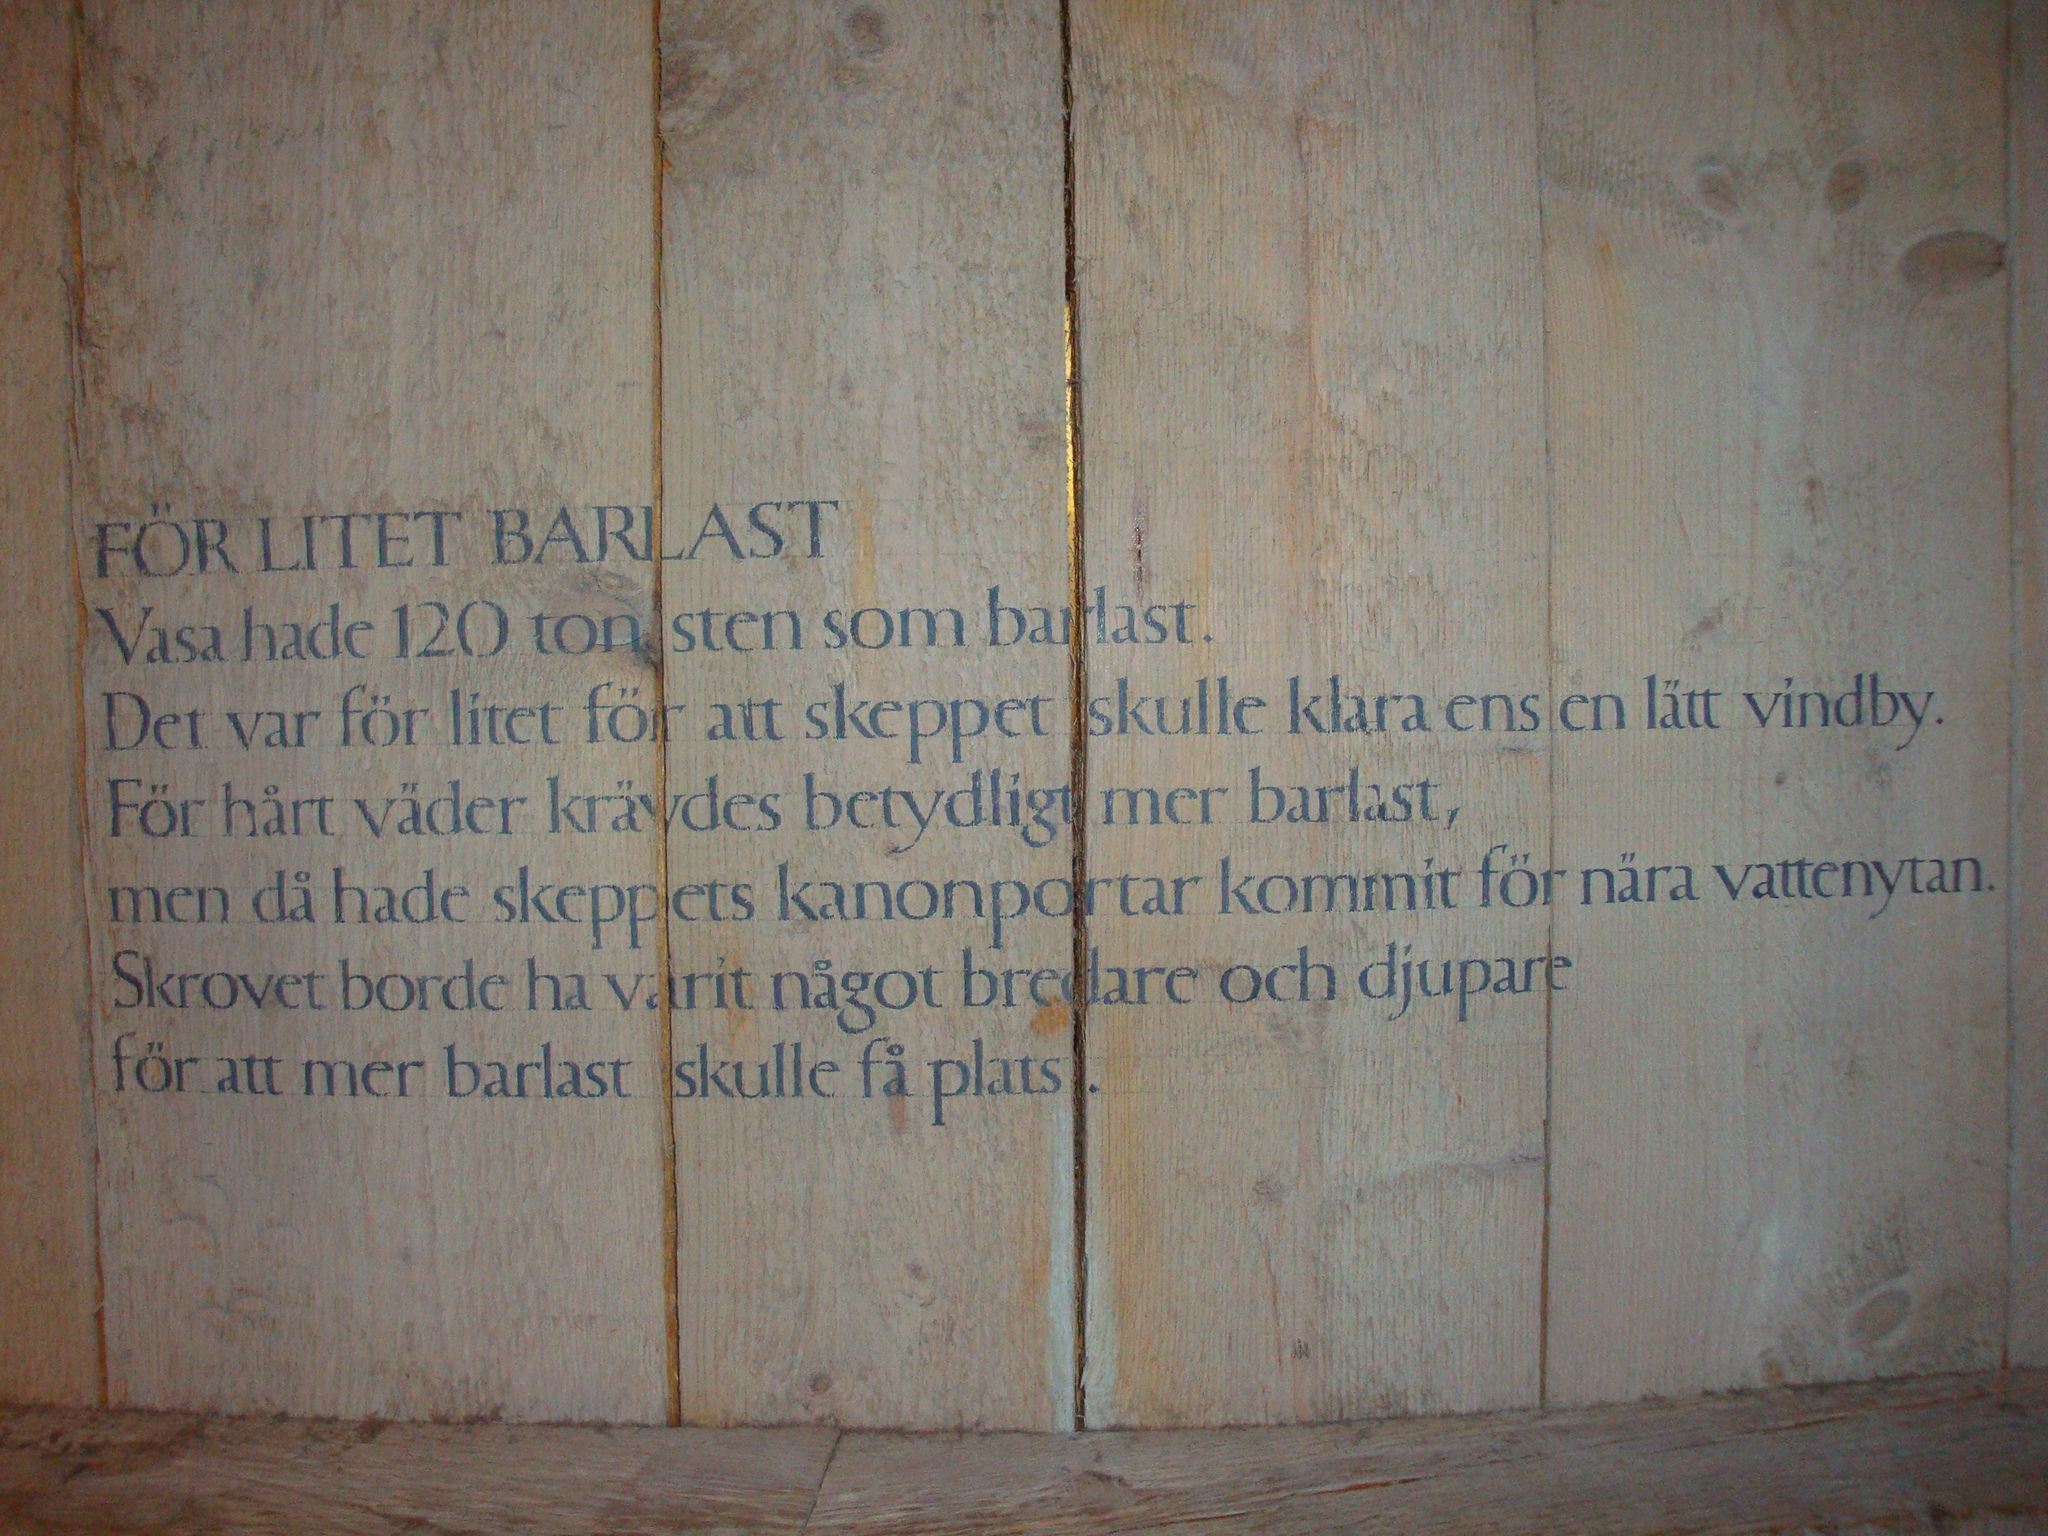 FÖR LITET BARLAST
Vasa hade 120 ton sten som barlast.
Det var för litet för att skeppet skulle klara ens en lätt vindby.
För hårt väder krävdes betydligt mer barlast,
men då hade skeppets kanonportar kommit för nära vattenytan.
Skrovet borde ha varit något bredare och djupare
för att mer barlast skulle få plats.